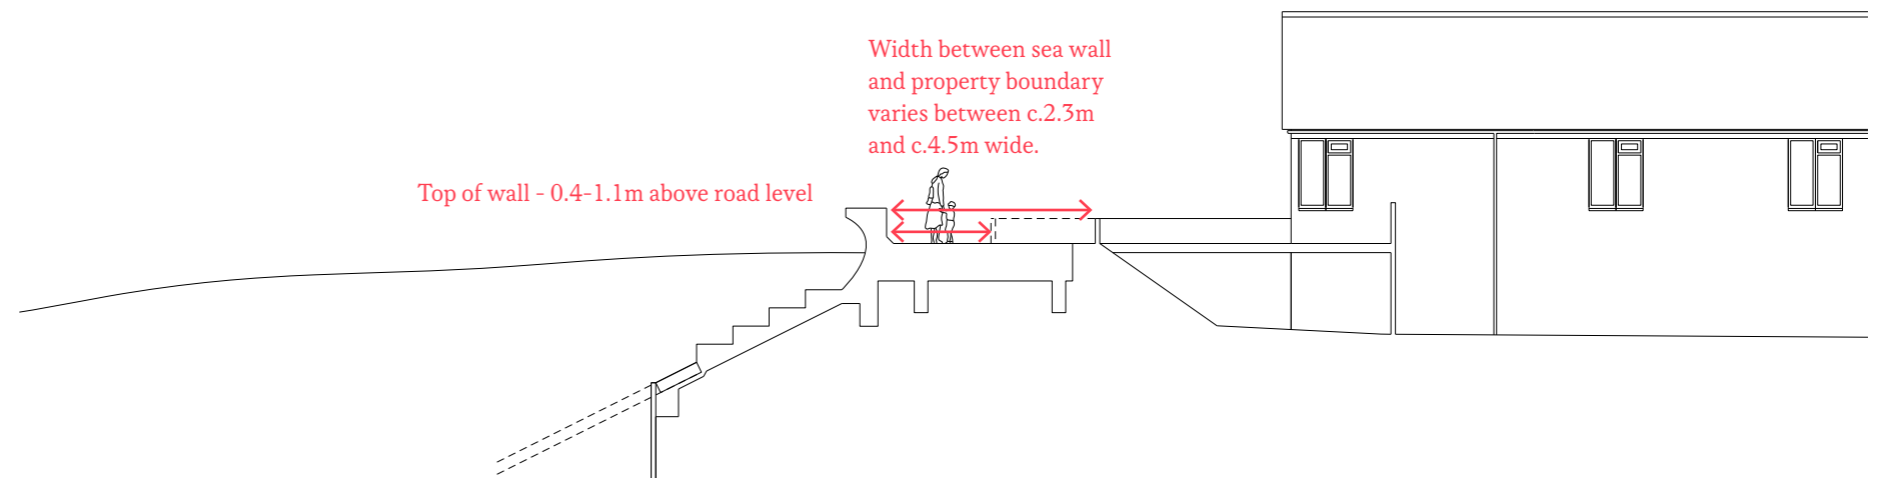 Width between sea wall
and property boundary
varies between c.2.3m
and c.4.5m wide.
Top of wall - 0.4-1.1m above road level